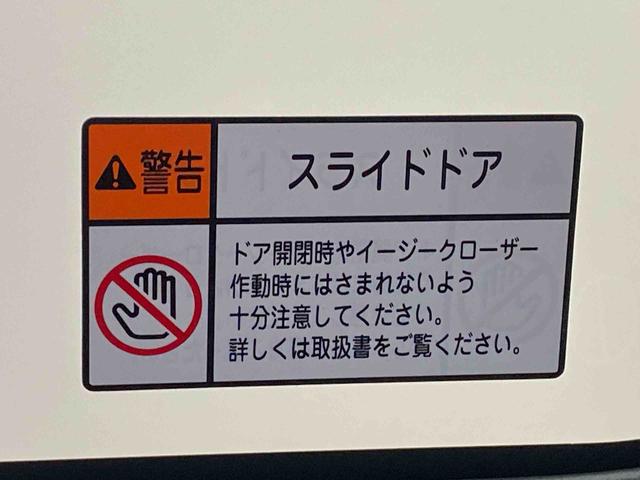 警告
スライドドア
ドア開閉時やイージークローザー
作動時にはさまれないよう
十分注意してください。
詳しくは取扱書をご覧ください。